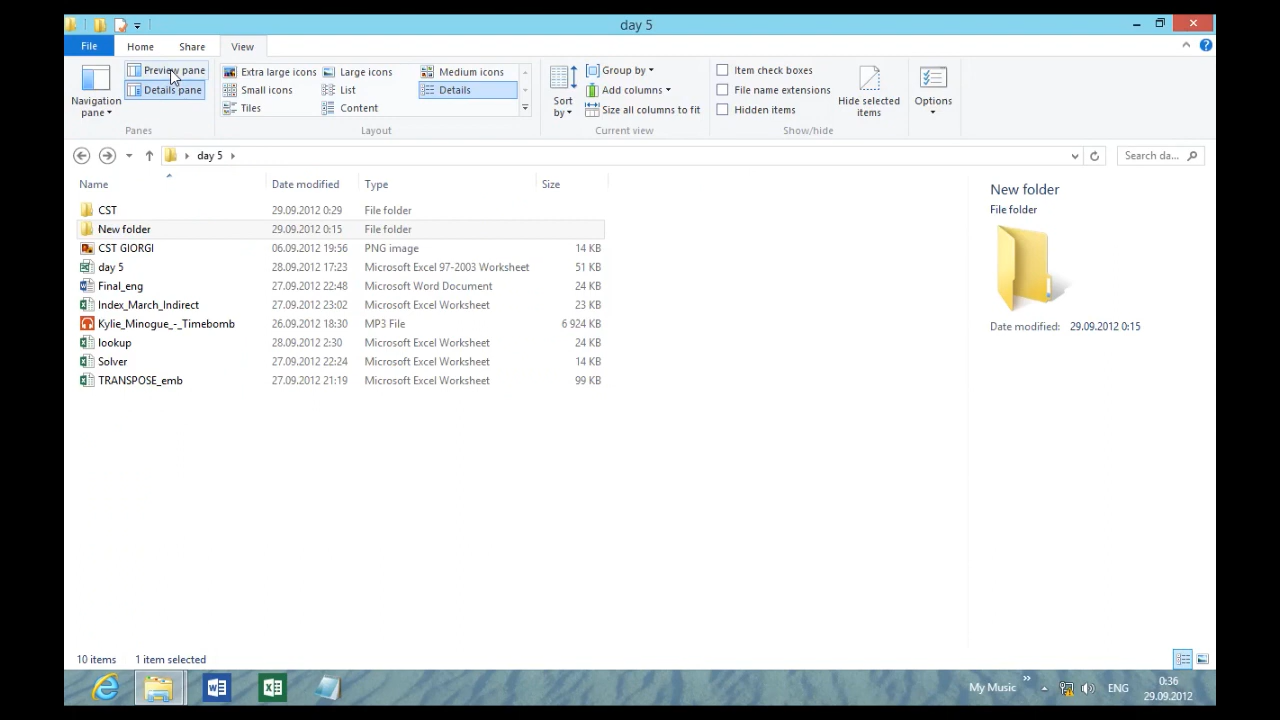 day 5
File Home Share View
Preview pane
Details pane
Navigation pane
Panes
Extra large icons Large icons Medium icons
Small icons List Details
Tiles Content
Layout
Sort by
Group by
Add columns
Size all columns to fit
Current view
Item check boxes
File name extensions
Hidden items
Hide selected items
Show/hide
Options
day 5
Search da...
Name Date modified Type Size
CST 29.09.2012 0:29 File folder
New folder 29.09.2012 0:15 File folder
CST GIORGI 06.09.2012 19:56 PNG image 14 KB
day 5 28.09.2012 17:23 Microsoft Excel 97-2003 Worksheet 51 KB
Final_eng 27.09.2012 22:48 Microsoft Word Document 24 KB
Index_March_Indirect 27.09.2012 23:02 Microsoft Excel Worksheet 23 KB
Kylie_Minogue_-_Timebomb 26.09.2012 18:30 MP3 File 6 924 KB
lookup 28.09.2012 2:30 Microsoft Excel Worksheet 24 KB
Solver 27.09.2012 22:24 Microsoft Excel Worksheet 14 KB
TRANSPOSE_emb 27.09.2012 21:19 Microsoft Excel Worksheet 99 KB
New folder
File folder
Date modified: 29.09.2012 0:15
10 items 1 item selected
My Music ENG 0:36
29.09.2012